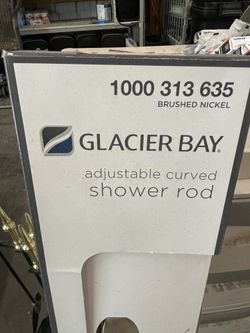 1000 313 635
BRUSHED NICKEL
GLACIER BAY®
adjustable curved
shower rod